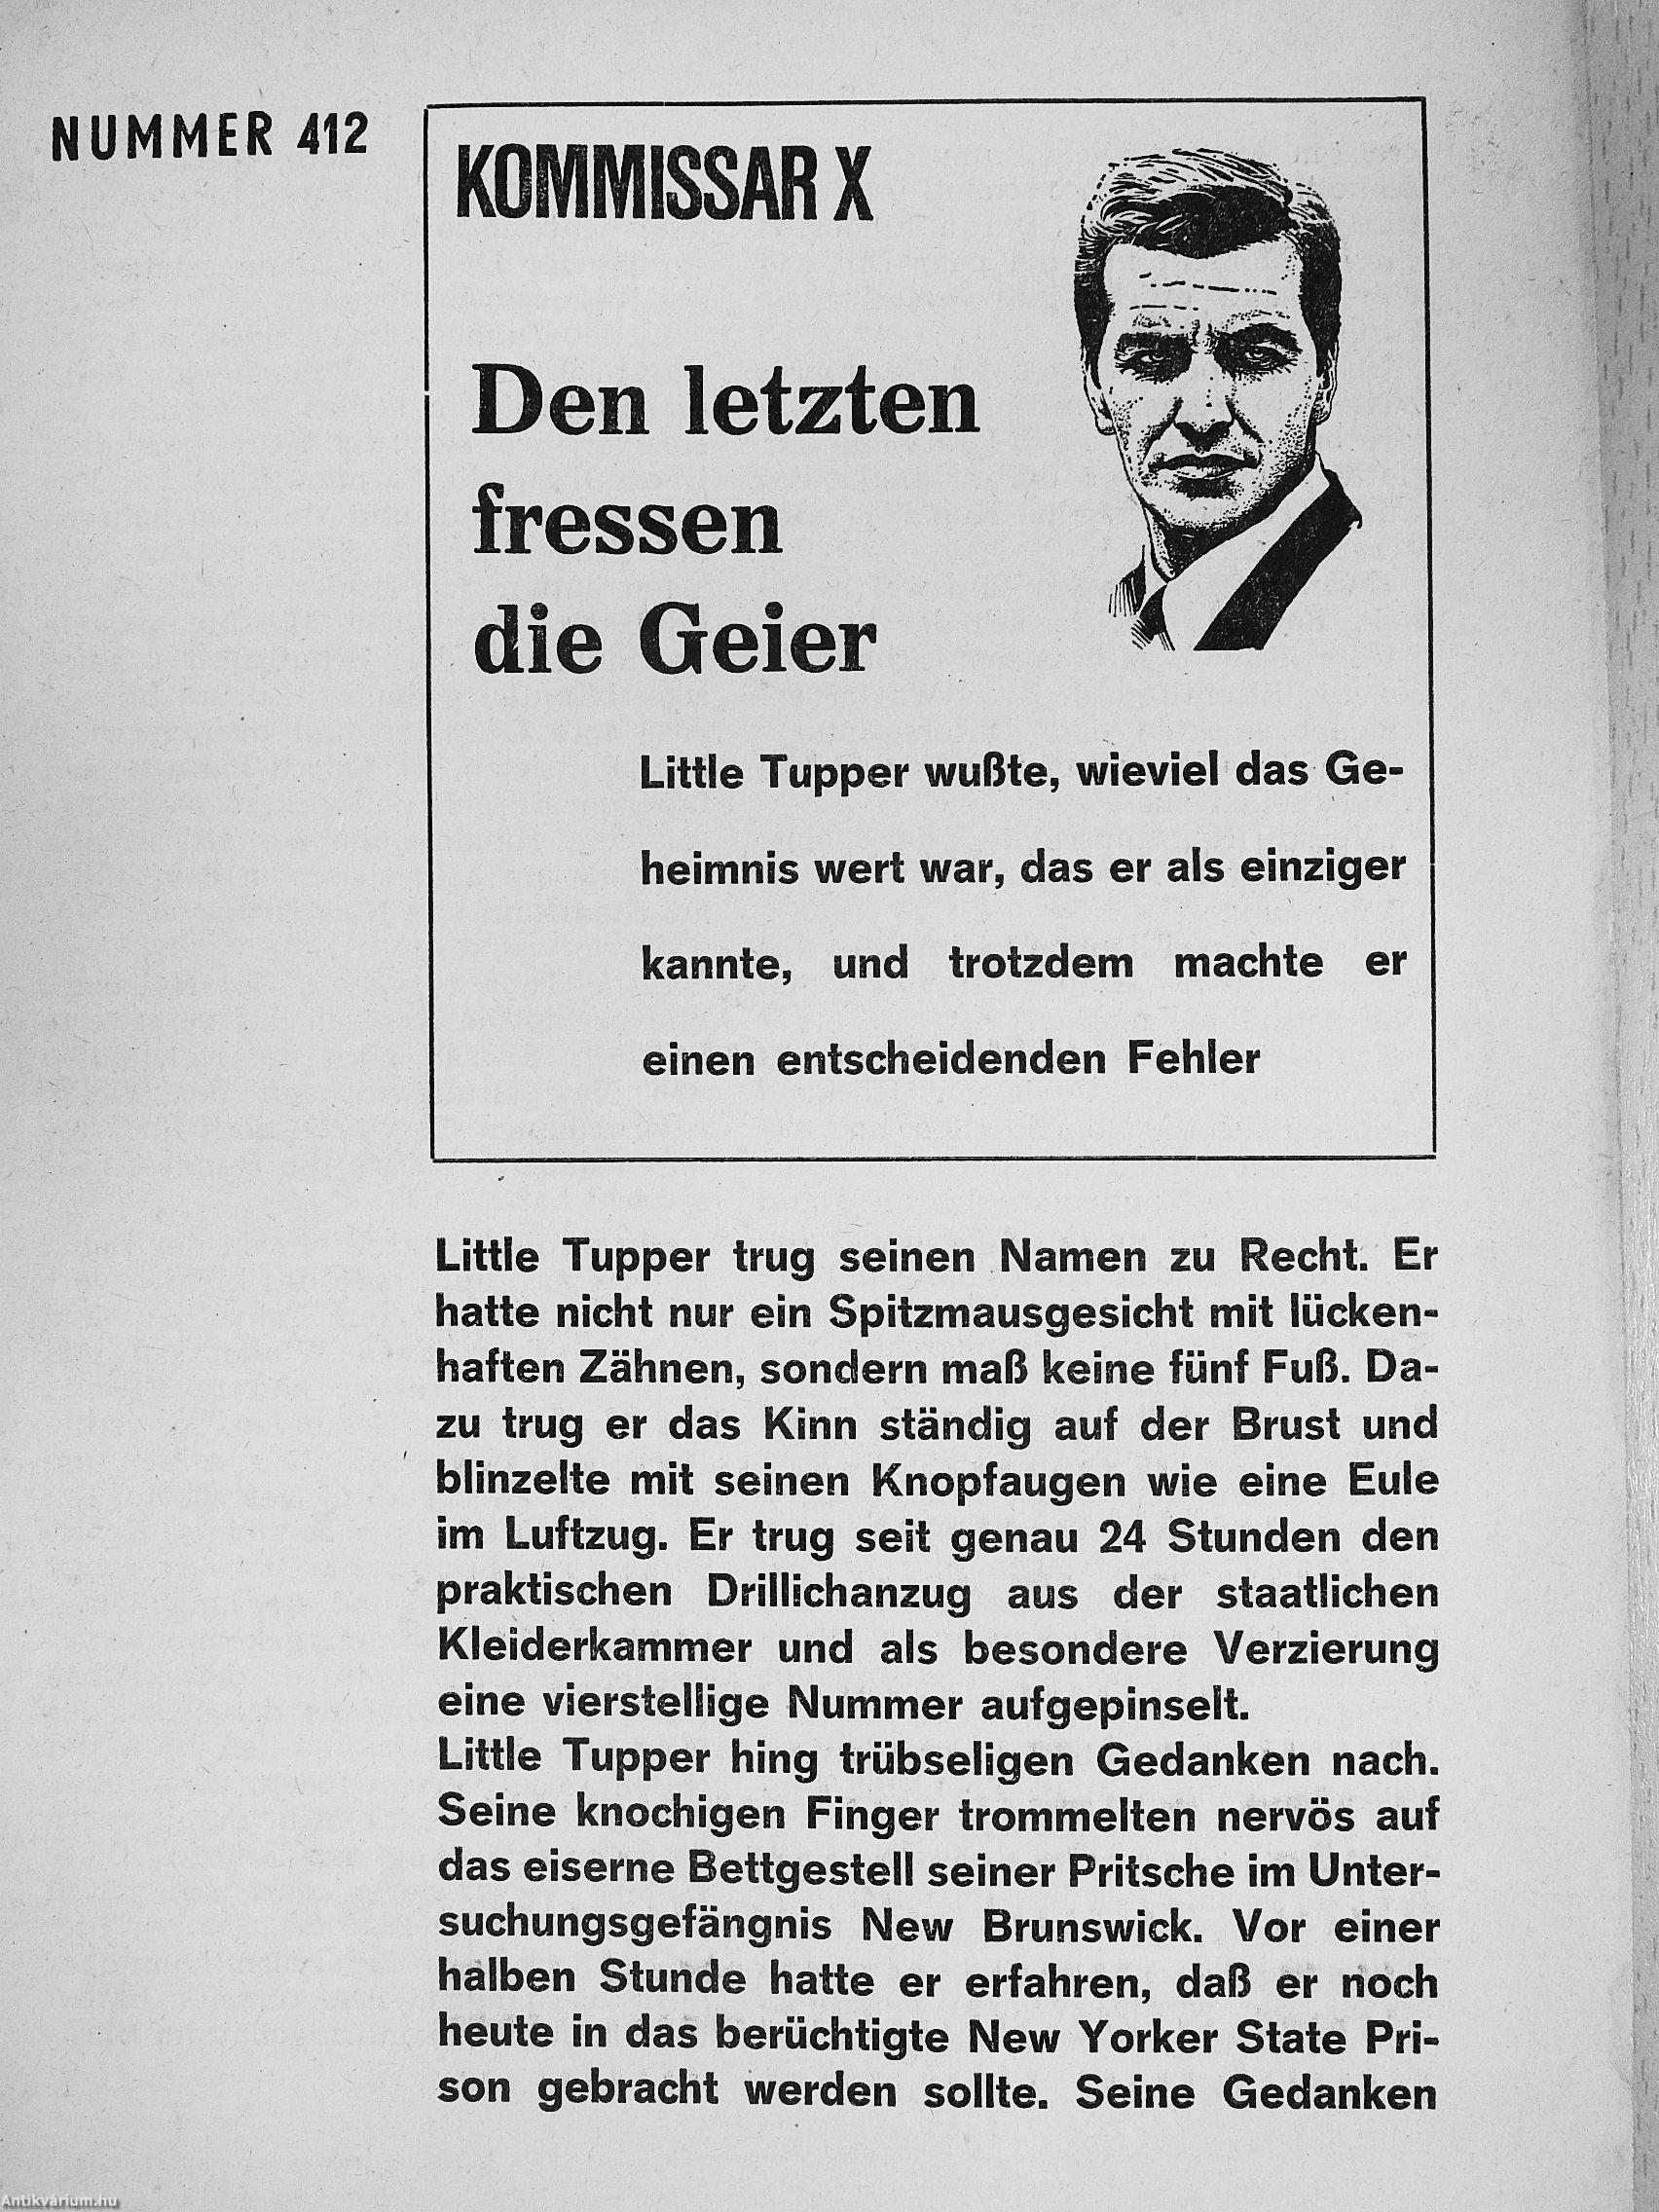 NUMMER 412
KOMMISSAR X
Den letzten
fressen
die Geier
Little Tupper wußte, wieviel das Ge-
heimnis wert war, das er als einziger
kannte, und trotzdem machte er
einen entscheidenden Fehler
Little Tupper trug seinen Namen zu Recht. Er
hatte nicht nur ein Spitzmausgesicht mit lücken-
haften Zähnen, sondern maß keine fünf Fuß. Da-
zu trug er das Kinn ständig auf der Brust und
blinzelte mit seinen Knopfaugen wie eine Eule
im Luftzug. Er trug seit genau 24 Stunden den
praktischen Drillichanzug aus der staatlichen
Kleiderkammer und als besondere Verzierung
eine vierstellige Nummer aufgepinselt.
Little Tupper hing trübseligen Gedanken nach.
Seine knochigen Finger trommelten nervös auf
das eiserne Bettgestell seiner Pritsche im Unter-
suchungsgefängnis New Brunswick. Vor einer
halben Stunde hatte er erfahren, daß er noch
heute in das berüchtigte New Yorker State Pri-
son gebracht werden sollte. Seine Gedanken
Antikvárium.hu